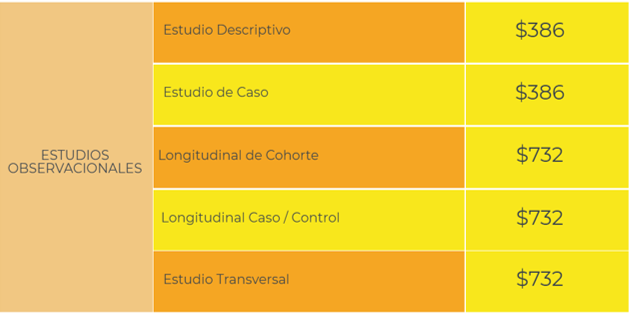 ESTUDIOS
OBSERVACIONALES
Estudio Descriptivo
$386
Estudio de Caso
$386
Longitudinal de Cohorte
$732
Longitudinal Caso / Control
$732
Estudio Transversal
$732